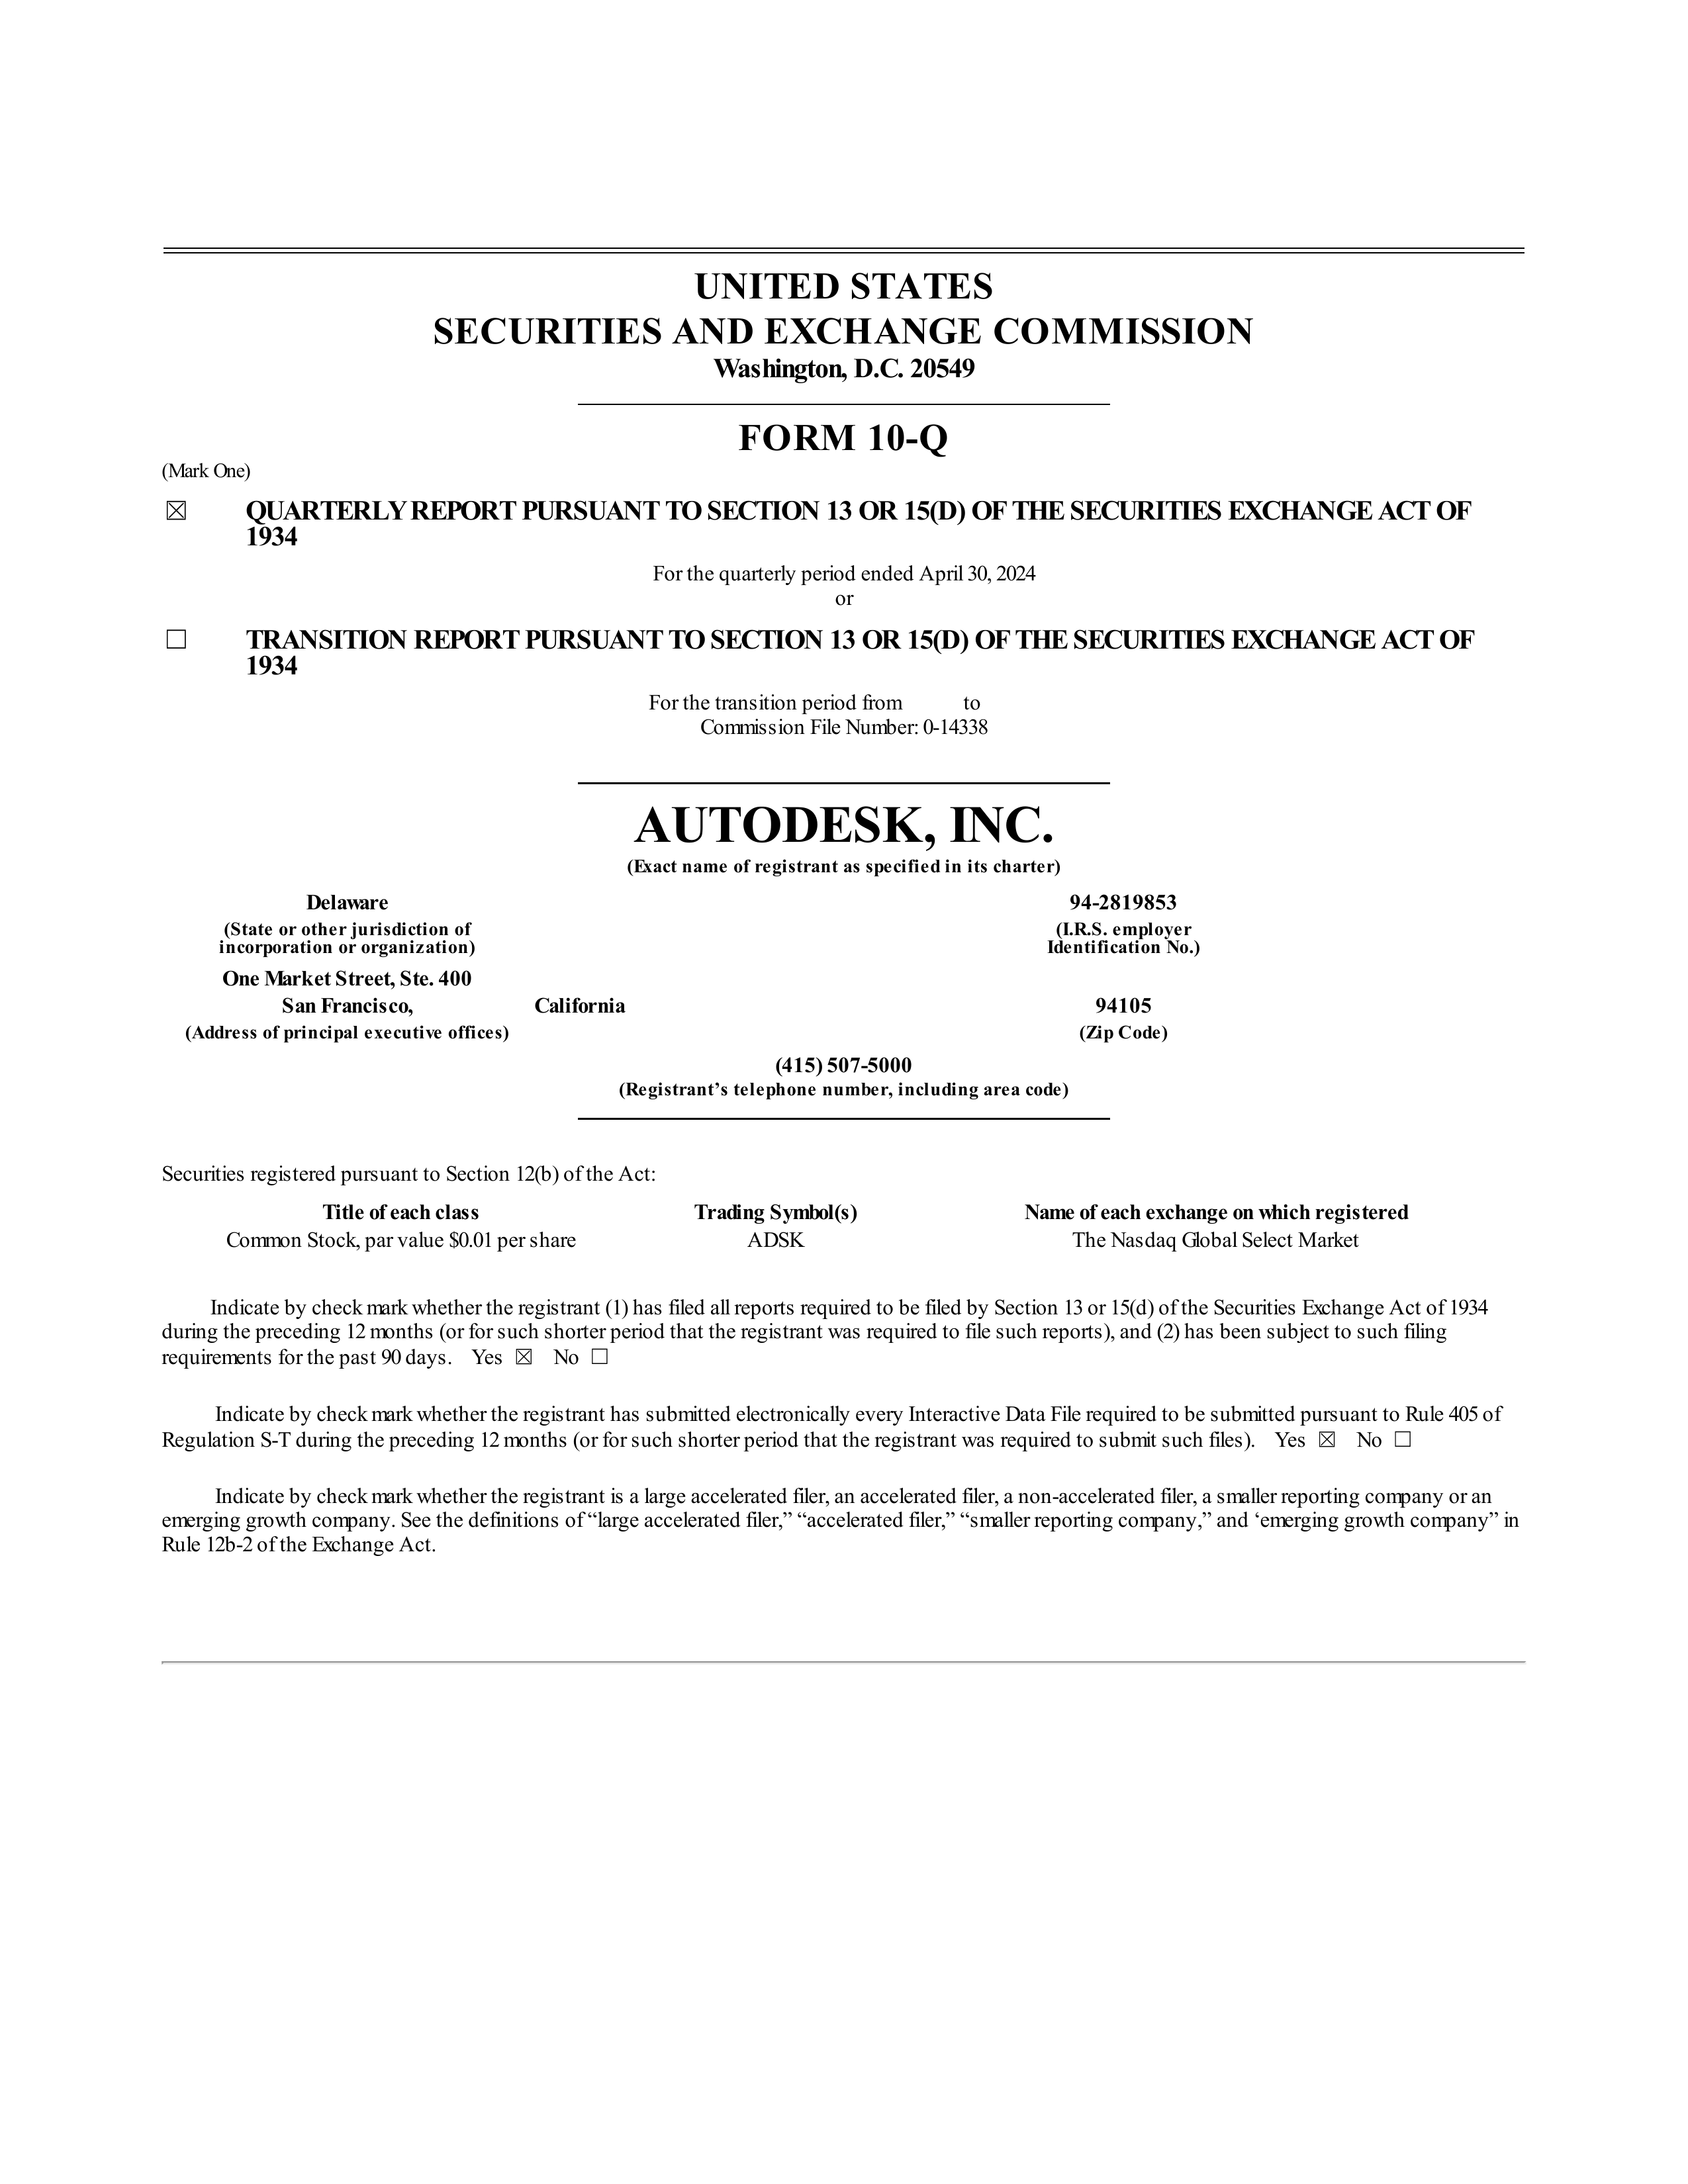 UNITED STATES
SECURITIES AND EXCHANGE COMMISSION
Washington, D.C. 20549
FORM 10-Q
(Mark One)
☒ QUARTERLY REPORT PURSUANT TO SECTION 13 OR 15(D) OF THE SECURITIES EXCHANGE ACT OF
1934
For the quarterly period ended April 30, 2024
or
☐ TRANSITION REPORT PURSUANT TO SECTION 13 OR 15(D) OF THE SECURITIES EXCHANGE ACT OF
1934
For the transition period from to
Commission File Number: 0-14338
AUTODESK, INC.
(Exact name of registrant as specified in its charter)
Delaware 94-2819853
(State or other jurisdiction of (I.R.S. employer
incorporation or organization) Identification No.)
One Market Street, Ste. 400
San Francisco, California 94105
(Address of principal executive offices) (Zip Code)
(415) 507-5000
(Registrant’s telephone number, including area code)
Securities registered pursuant to Section 12(b) of the Act:
Title of each class Trading Symbol(s) Name of each exchange on which registered
Common Stock, par value $0.01 per share ADSK The Nasdaq Global Select Market
Indicate by check mark whether the registrant (1) has filed all reports required to be filed by Section 13 or 15(d) of the Securities Exchange Act of 1934
during the preceding 12 months (or for such shorter period that the registrant was required to file such reports), and (2) has been subject to such filing
requirements for the past 90 days. Yes ☒ No ☐
Indicate by check mark whether the registrant has submitted electronically every Interactive Data File required to be submitted pursuant to Rule 405 of
Regulation S-T during the preceding 12 months (or for such shorter period that the registrant was required to submit such files). Yes ☒ No ☐
Indicate by check mark whether the registrant is a large accelerated filer, an accelerated filer, a non-accelerated filer, a smaller reporting company or an
emerging growth company. See the definitions of “large accelerated filer,” “accelerated filer,” “smaller reporting company,” and ‘emerging growth company” in
Rule 12b-2 of the Exchange Act.